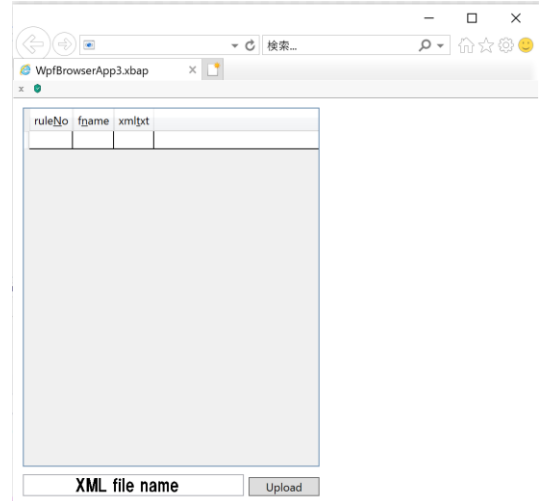 検索...
WpfBrowserApp3.xbap
ruleNo fname xmltxt
XML file name Upload